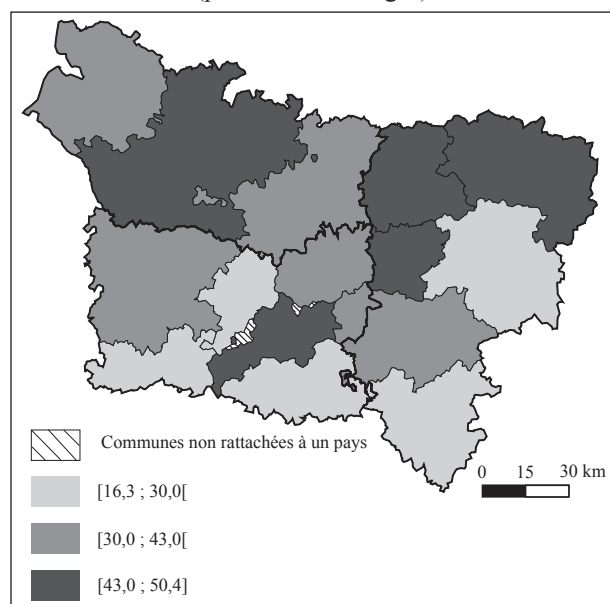 Communes non rattachées à un pays
[16,3 ; 30,0[
[30,0 ; 43,0[
[43,0 ; 50,4]
0 15 30 km